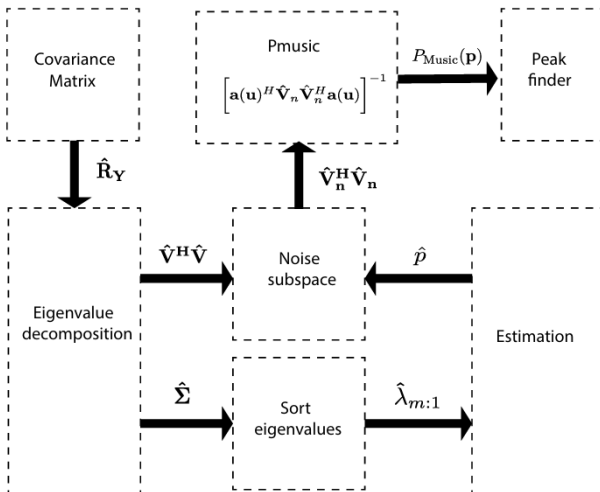 Covariance
Matrix
Pmusic
[a(u)^H V̂_n V̂_n^H a(u)]^{-1}
P_Music(p)
Peak
finder
R̂_Y
V̂_n^H V̂_n
Eigenvalue
decomposition
V̂^H V̂
Noise
subspace
p̂
Estimation
Σ̂
Sort
eigenvalues
λ̂_{m:1}